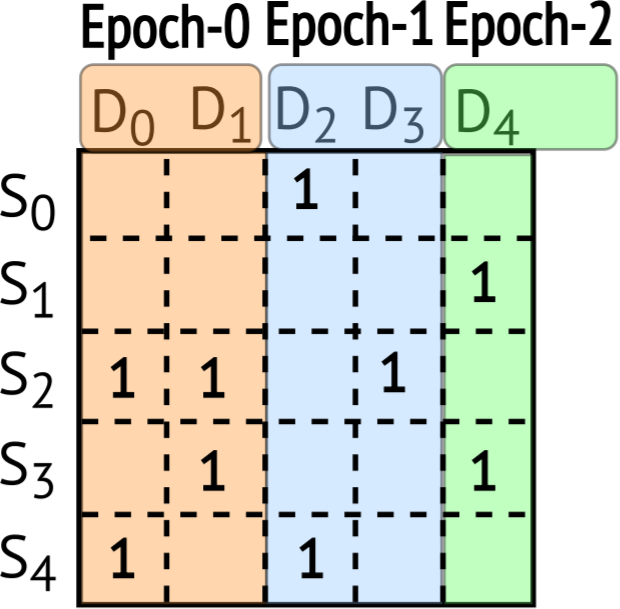 Epoch-0 Epoch-1 Epoch-2
D0 D1 D2 D3 D4
S0 1
S1 1
S2 1 1 1
S3 1 1
S4 1 1